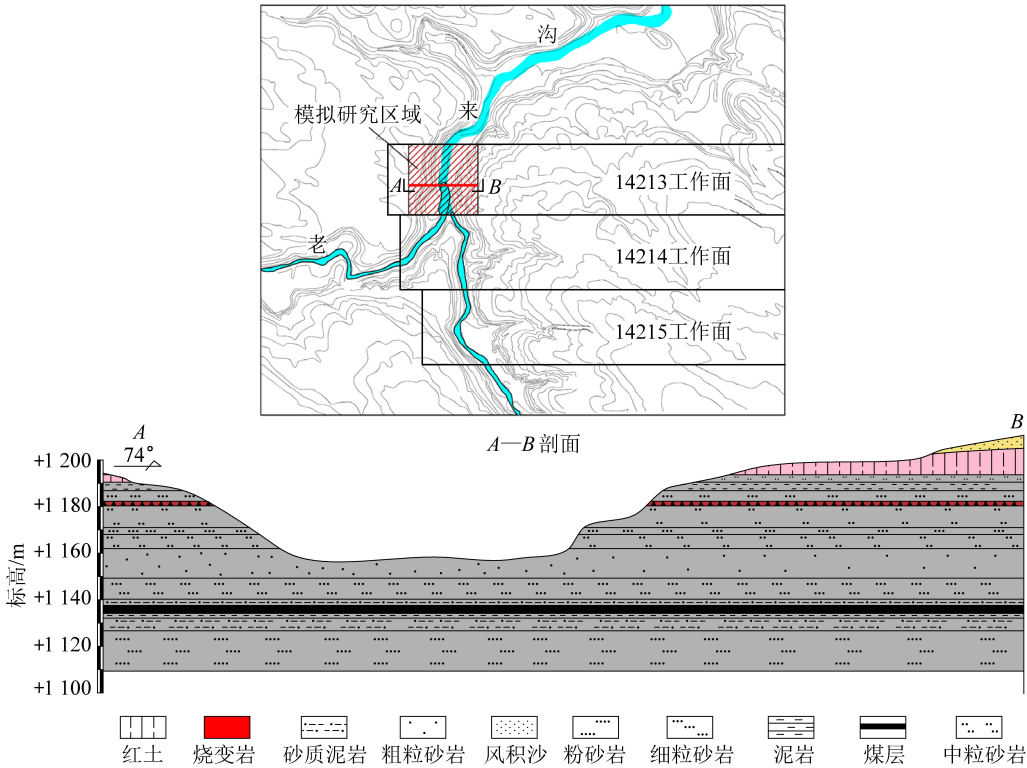 沟
来
模拟研究区域
A
B
14213工作面
老
14214工作面
14215工作面
A—B 剖面
A
74°
B
标高/m
+1 200
+1 180
+1 160
+1 140
+1 120
+1 100
红土
烧变岩
砂质泥岩
粗粒砂岩
风积沙
粉砂岩
细粒砂岩
泥岩
煤层
中粒砂岩